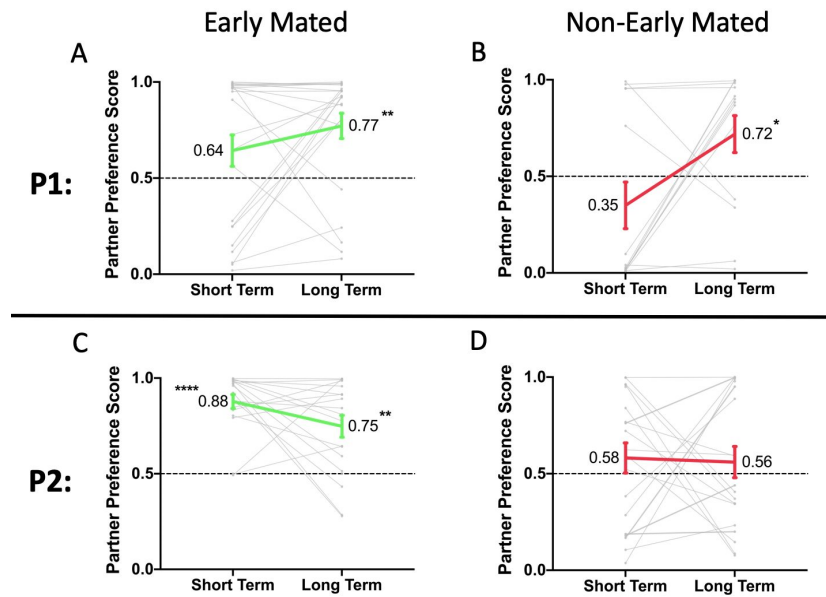 Early Mated
Non-Early Mated
P1:
A
Partner Preference Score
1.0
0.5
0.0
0.64
0.77 **
Short Term Long Term
B
Partner Preference Score
1.0
0.5
0.0
0.35
0.72 *
Short Term Long Term
P2:
C
Partner Preference Score
1.0
0.5
0.0
****
0.88
0.75 **
Short Term Long Term
D
Partner Preference Score
1.0
0.5
0.0
0.58
0.56
Short Term Long Term